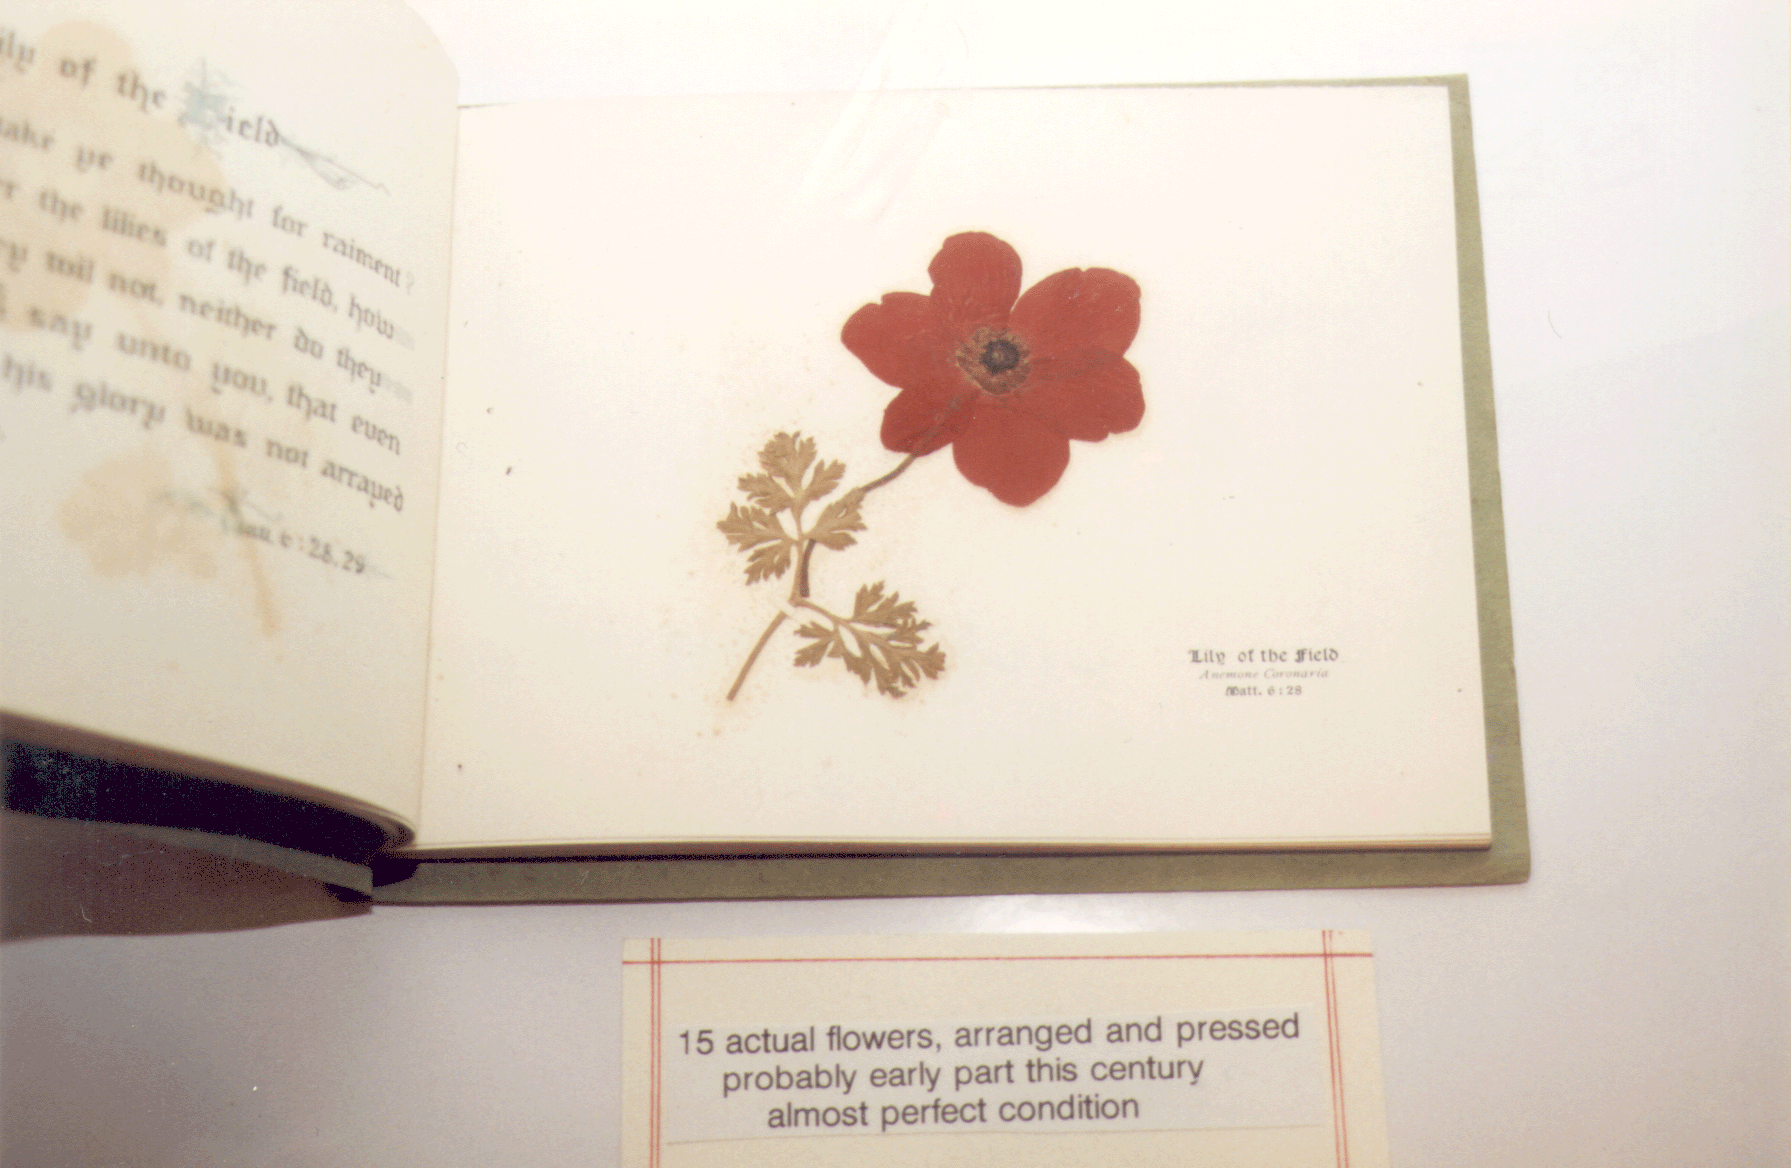 of the Field
take ye thought for raiment?
the lilies of the field, how
toil not, neither do they
say unto you, that even
his glory was not arrayed
6:28.29
Lily of the Field
Anemone Coronaria
Matt. 6:28
15 actual flowers, arranged and pressed
probably early part this century
almost perfect condition